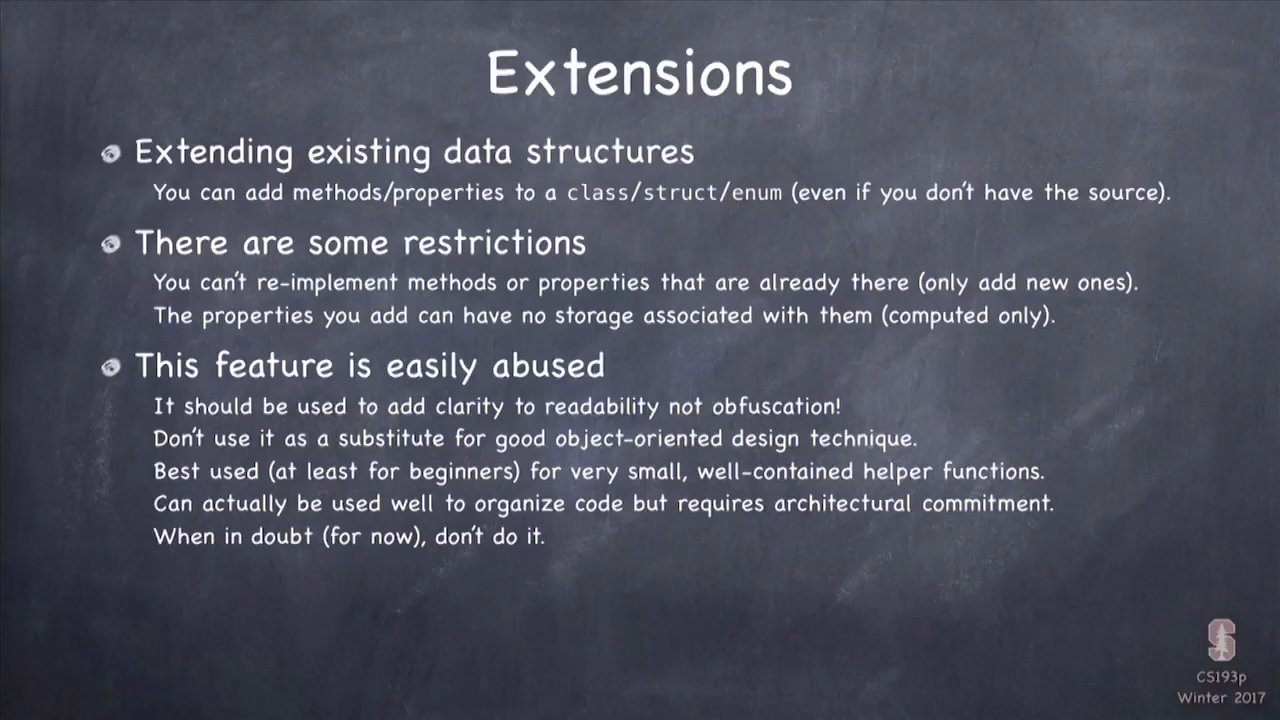 Extensions
Extending existing data structures
You can add methods/properties to a class/struct/enum (even if you don't have the source).
There are some restrictions
You can't re-implement methods or properties that are already there (only add new ones).
The properties you add can have no storage associated with them (computed only).
This feature is easily abused
It should be used to add clarity to readability not obfuscation!
Don't use it as a substitute for good object-oriented design technique.
Best used (at least for beginners) for very small, well-contained helper functions.
Can actually be used well to organize code but requires architectural commitment.
When in doubt (for now), don't do it.
S
CS193p
Winter 2017